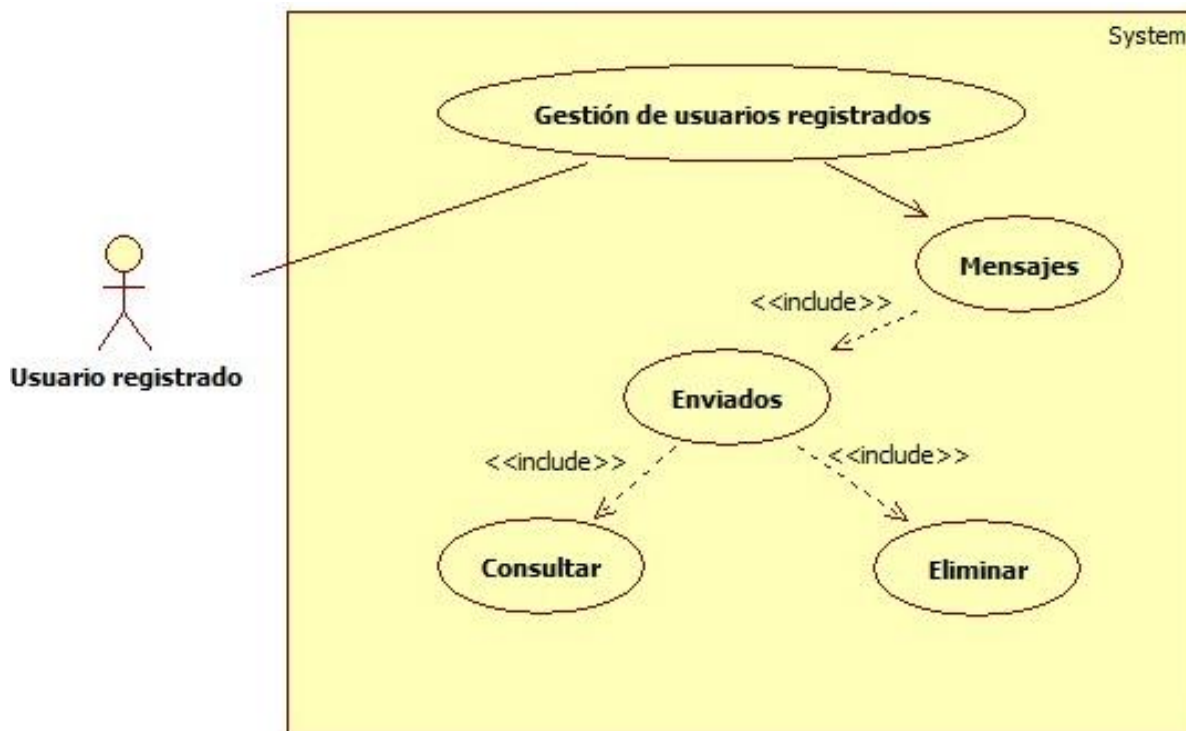 System
Gestión de usuarios registrados
Mensajes
<<include>>
Usuario registrado
Enviados
<<include>>
<<include>>
Consultar
Eliminar